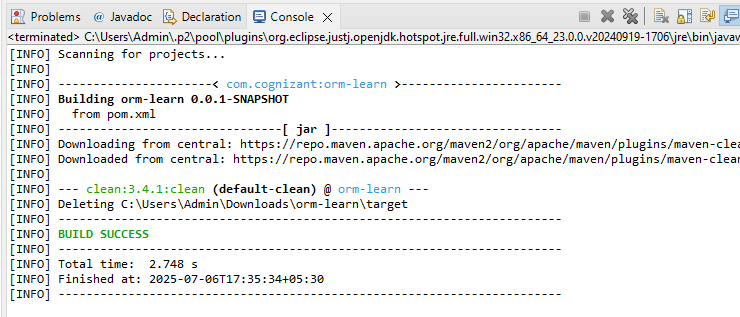 Problems @ Javadoc Declaration Console
<terminated> C:\Users\Admin\.p2\pool\plugins\org.eclipse.justj.openjdk.hotspot.jre.full.win32.x86_64_23.0.0.v20240919-1706\jre\bin\javaw
[INFO] Scanning for projects...
[INFO]
[INFO] ----------------------< com.cognizant:orm-learn >-----------------------
[INFO] Building orm-learn 0.0.1-SNAPSHOT
[INFO]   from pom.xml
[INFO] --------------------------------[ jar ]---------------------------------
[INFO] Downloading from central: https://repo.maven.apache.org/maven2/org/apache/maven/plugins/maven-clea
[INFO] Downloaded from central: https://repo.maven.apache.org/maven2/org/apache/maven/plugins/maven-clean
[INFO]
[INFO] --- clean:3.4.1:clean (default-clean) @ orm-learn ---
[INFO] Deleting C:\Users\Admin\Downloads\orm-learn\target
[INFO] ------------------------------------------------------------------------
[INFO] BUILD SUCCESS
[INFO] ------------------------------------------------------------------------
[INFO] Total time:  2.748 s
[INFO] Finished at: 2025-07-06T17:35:34+05:30
[INFO] ------------------------------------------------------------------------